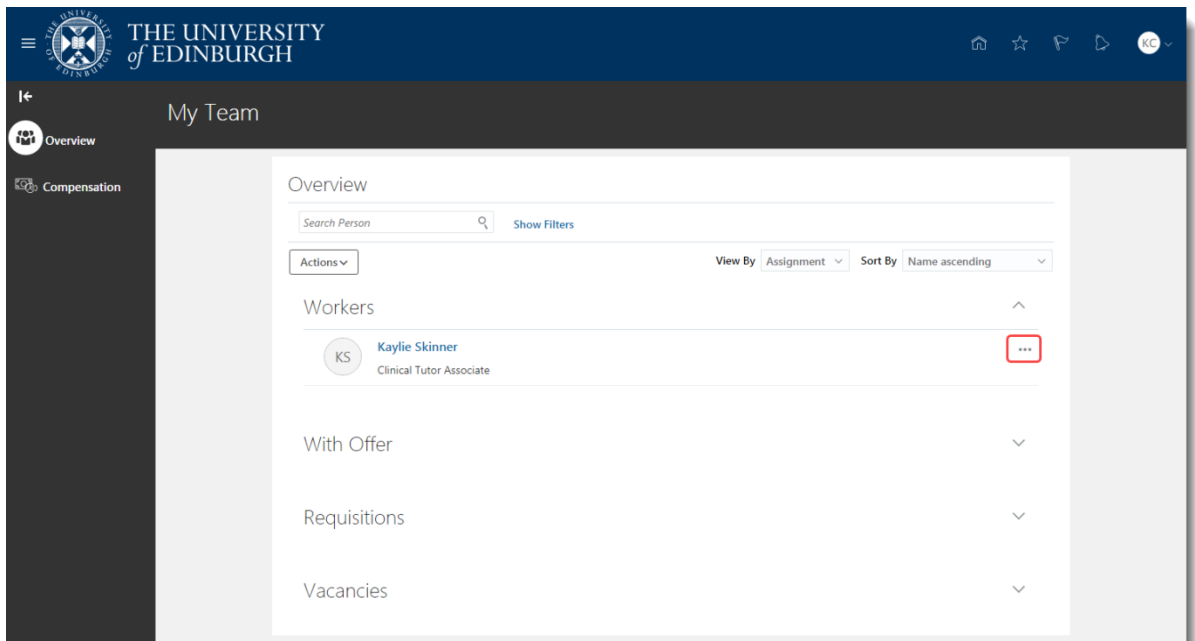 THE UNIVERSITY
of EDINBURGH
KC
My Team
Overview
Compensation
Overview
Search Person
Show Filters
Actions
View By Assignment Sort By Name ascending
Workers
KS
Kaylie Skinner
Clinical Tutor Associate
With Offer
Requisitions
Vacancies